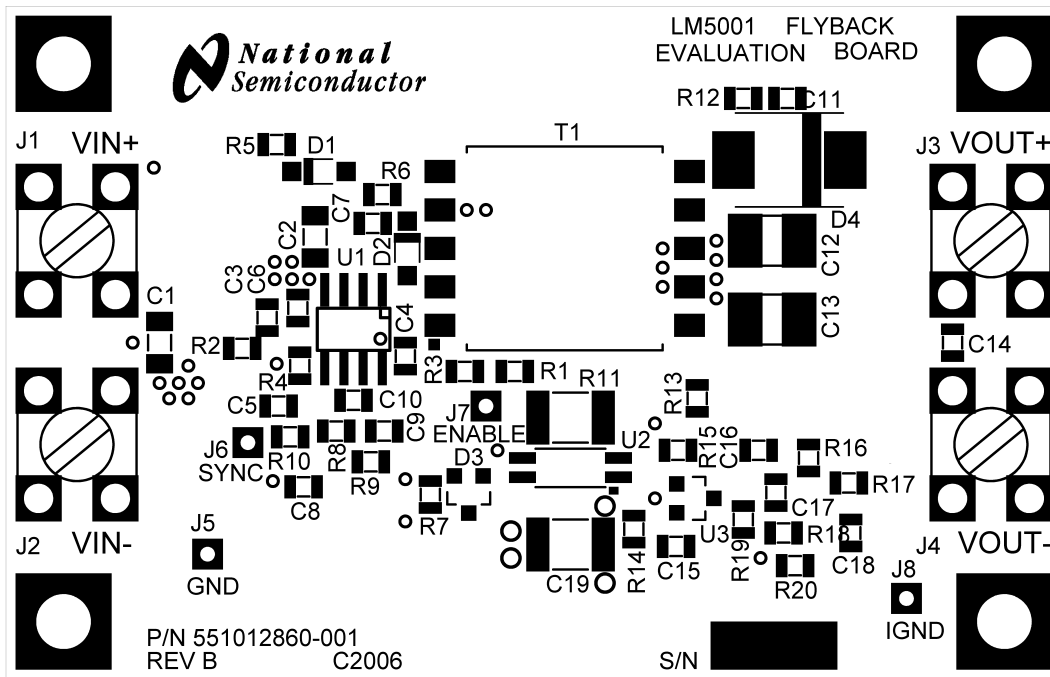 National
Semiconductor
LM5001 FLYBACK
EVALUATION BOARD
R12
C11
J1
VIN+
R5
D1
T1
J3
VOUT+
R6
C7
C2
D2
D4
U1
C12
C3
C6
C1
C4
C13
R2
C14
R4
R3
R1
R11
R13
C5
C10
J7
ENABLE
J6
SYNC
R10
R8
C9
D3
U2
R15
C16
R16
R9
R17
C8
R7
C17
J5
U3
R18
R19
J2
VIN-
R14
C15
C18
J4
VOUT-
GND
C19
R20
J8
IGND
P/N 551012860-001
REV B C2006
S/N